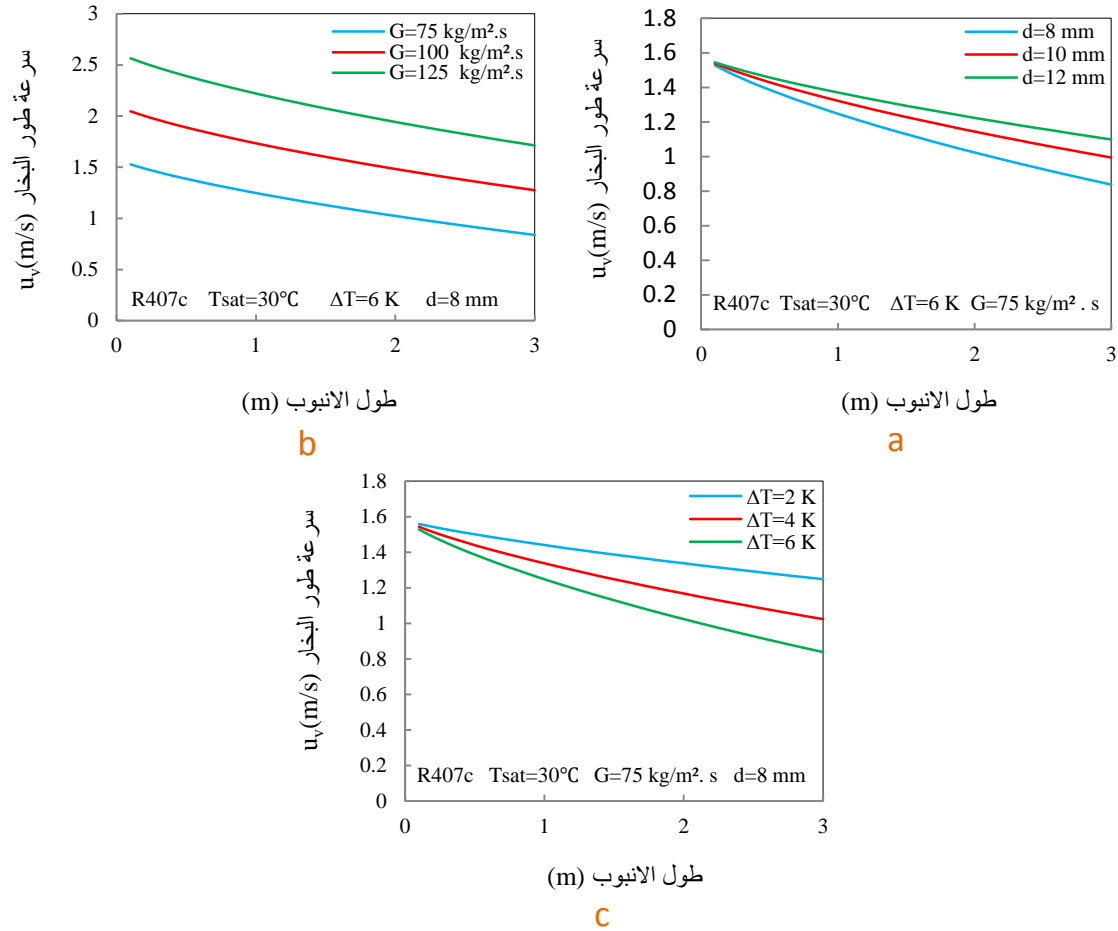 3
2.5
2
1.5
1
0.5
0
G=75 kg/m².s
G=100 kg/m².s
G=125 kg/m².s
R407c Tsat=30℃ ΔT=6 K d=8 mm
0 1 2 3
سرعة طور البخار uv(m/s)
طول الانبوب (m)
b
1.8
1.6
1.4
1.2
1
0.8
0.6
0.4
0.2
0
d=8 mm
d=10 mm
d=12 mm
R407c Tsat=30℃ ΔT=6 K G=75 kg/m² . s
0 1 2 3
سرعة طور البخار uv(m/s)
طول الانبوب (m)
a
1.8
1.6
1.4
1.2
1
0.8
0.6
0.4
0.2
0
ΔT=2 K
ΔT=4 K
ΔT=6 K
R407c Tsat=30℃ G=75 kg/m². s d=8 mm
0 1 2 3
سرعة طور البخار uv(m/s)
طول الانبوب (m)
c